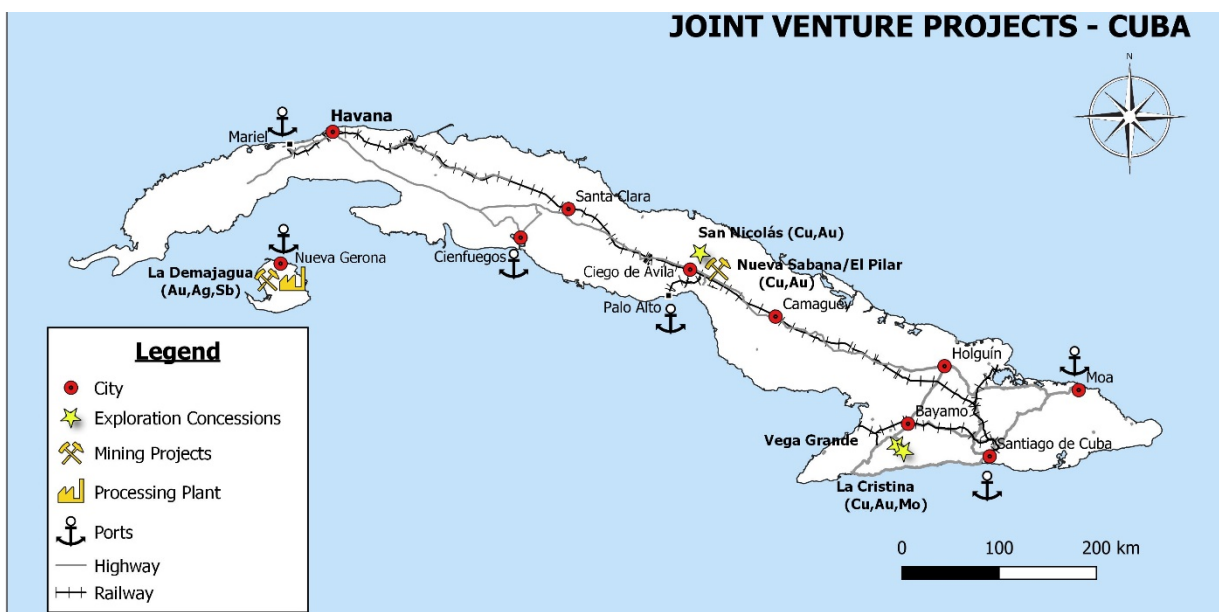 JOINT VENTURE PROJECTS - CUBA
Havana
Mariel
Santa Clara
San Nicolás (Cu,Au)
Nueva Gerona
Cienfuegos
Ciego de Ávila
Nueva Sabana/El Pilar
(Cu,Au)
La Demajagua
(Au,Ag,Sb)
Palo Alto
Camagüey
Holguín
Moa
Bayamo
Vega Grande
Santiago de Cuba
La Cristina
(Cu,Au,Mo)
Legend
City
Exploration Concessions
Mining Projects
Processing Plant
Ports
Highway
Railway
0 100 200 km
N